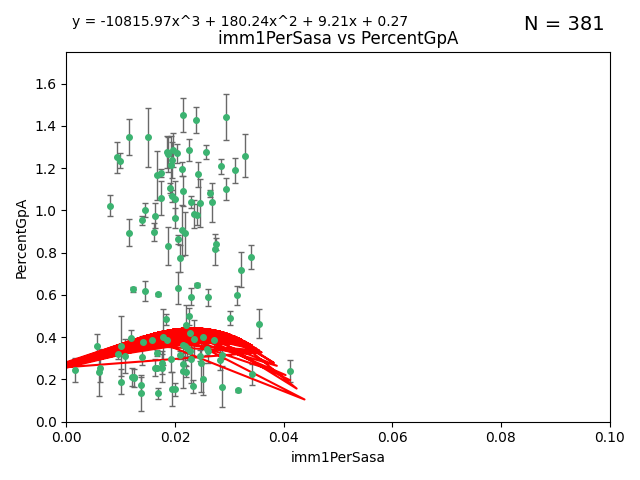 y = -10815.97x^3 + 180.24x^2 + 9.21x + 0.27
N = 381
imm1PerSasa vs PercentGpA
PercentGpA
1.6
1.4
1.2
1.0
0.8
0.6
0.4
0.2
0.0
0.00 0.02 0.04 0.06 0.08 0.10
imm1PerSasa